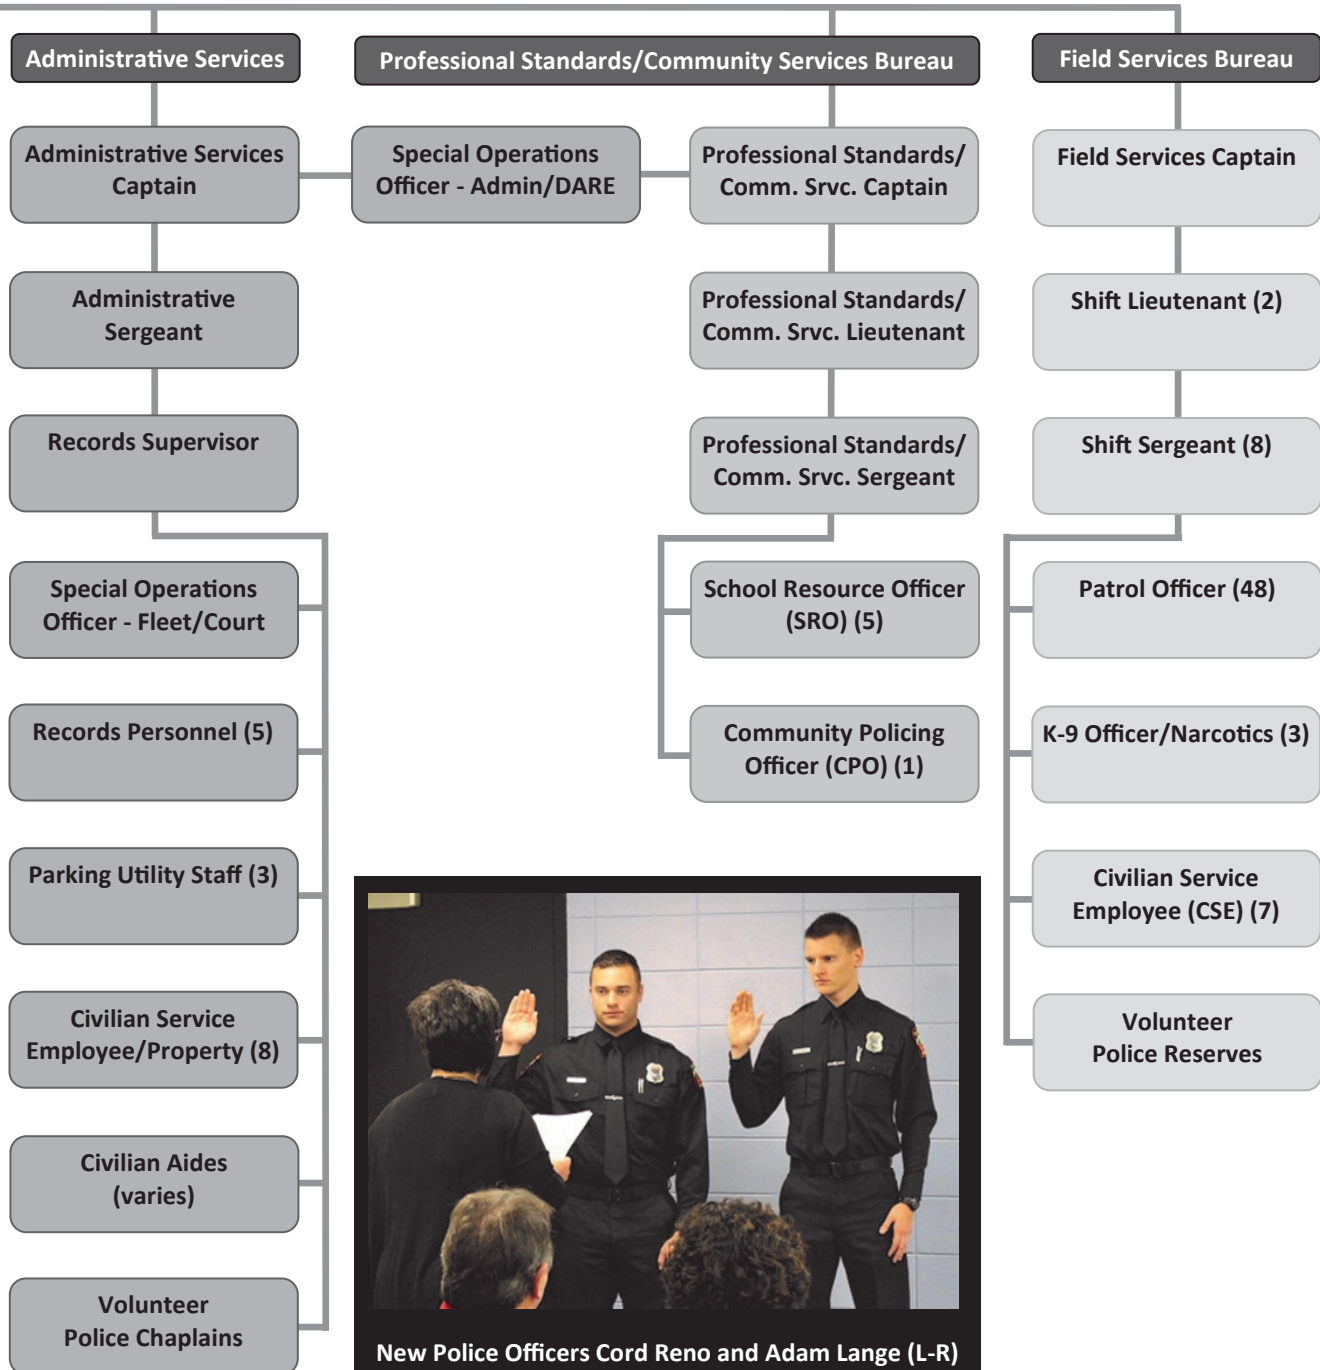 Administrative Services
Administrative Services
Captain
Administrative
Sergeant
Records Supervisor
Special Operations
Officer - Fleet/Court
Records Personnel (5)
Parking Utility Staff (3)
Civilian Service
Employee/Property (8)
Civilian Aides
(varies)
Volunteer
Police Chaplains
Professional Standards/Community Services Bureau
Special Operations
Officer - Admin/DARE
Professional Standards/
Comm. Srvc. Captain
Professional Standards/
Comm. Srvc. Lieutenant
Professional Standards/
Comm. Srvc. Sergeant
School Resource Officer
(SRO) (5)
Community Policing
Officer (CPO) (1)
Field Services Bureau
Field Services Captain
Shift Lieutenant (2)
Shift Sergeant (8)
Patrol Officer (48)
K-9 Officer/Narcotics (3)
Civilian Service
Employee (CSE) (7)
Volunteer
Police Reserves
New Police Officers Cord Reno and Adam Lange (L-R)